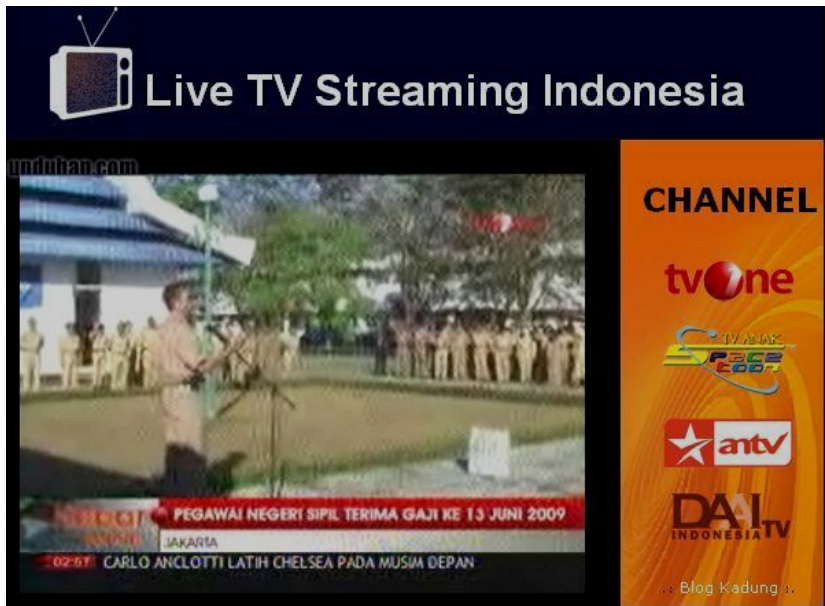 Live TV Streaming Indonesia
unduhan.com
tvOne
PEGAWAI NEGERI SIPIL TERIMA GAJI KE 13 JUNI 2009
JAKARTA
02:57 CARLO ANCLOTTI LATIH CHELSEA PADA MUSIM DEPAN
CHANNEL
tvOne
TV ANAK
Space
toon
antv
DAAI
INDONESIA TV
.: Blog Kadung :.